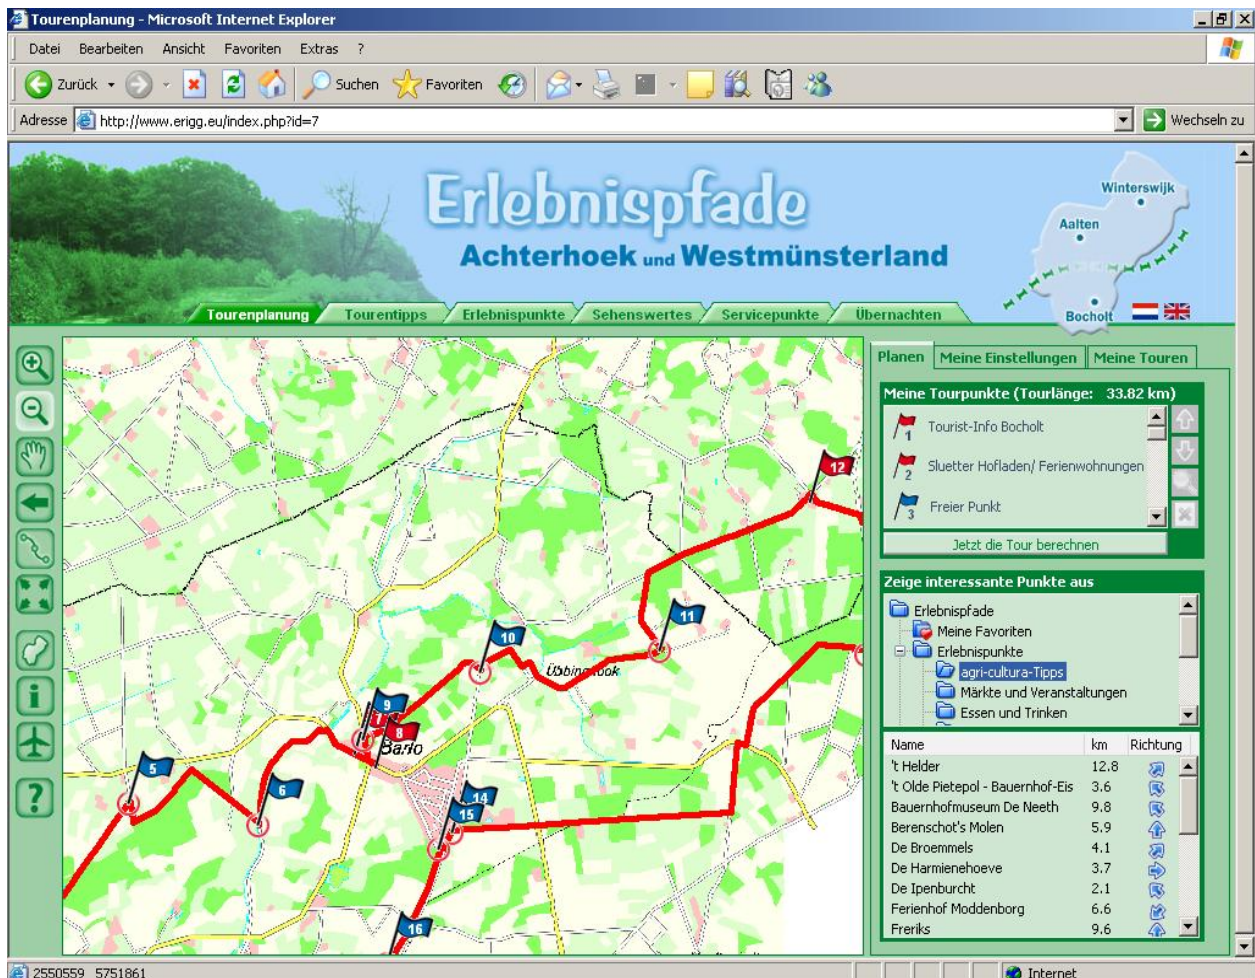 Tourenplanung - Microsoft Internet Explorer
Datei Bearbeiten Ansicht Favoriten Extras ?
Zurück Suchen Favoriten
Adresse http://www.erigg.eu/index.php?id=7 Wechseln zu
Erlebnispfade
Achterhoek und Westmünsterland
Winterswijk
Aalten
Bocholt
Tourenplanung Tourentipps Erlebnispunkte Sehenswertes Servicepunkte Übernachten
Planen Meine Einstellungen Meine Touren
Meine Tourpunkte (Tourlänge: 33.82 km)
1 Tourist-Info Bocholt
2 Sluetter Hofladen/ Ferienwohnungen
3 Freier Punkt
Jetzt die Tour berechnen
Zeige interessante Punkte aus
Erlebnispfade
Meine Favoriten
Erlebnispunkte
agri-cultura-Tipps
Märkte und Veranstaltungen
Essen und Trinken
Name km Richtung
't Helder 12.8
't Olde Pietepol - Bauernhof-Eis 3.6
Bauernhofmuseum De Neeth 9.8
Berenschot's Molen 5.9
De Broemmels 4.1
De Harmienehoeve 3.7
De Ipenburcht 2.1
Ferienhof Moddenborg 6.6
Freriks 9.6
12
11
10
9
8
Barlo
5
6
14
15
16
i
?
2550559 5751861 Internet